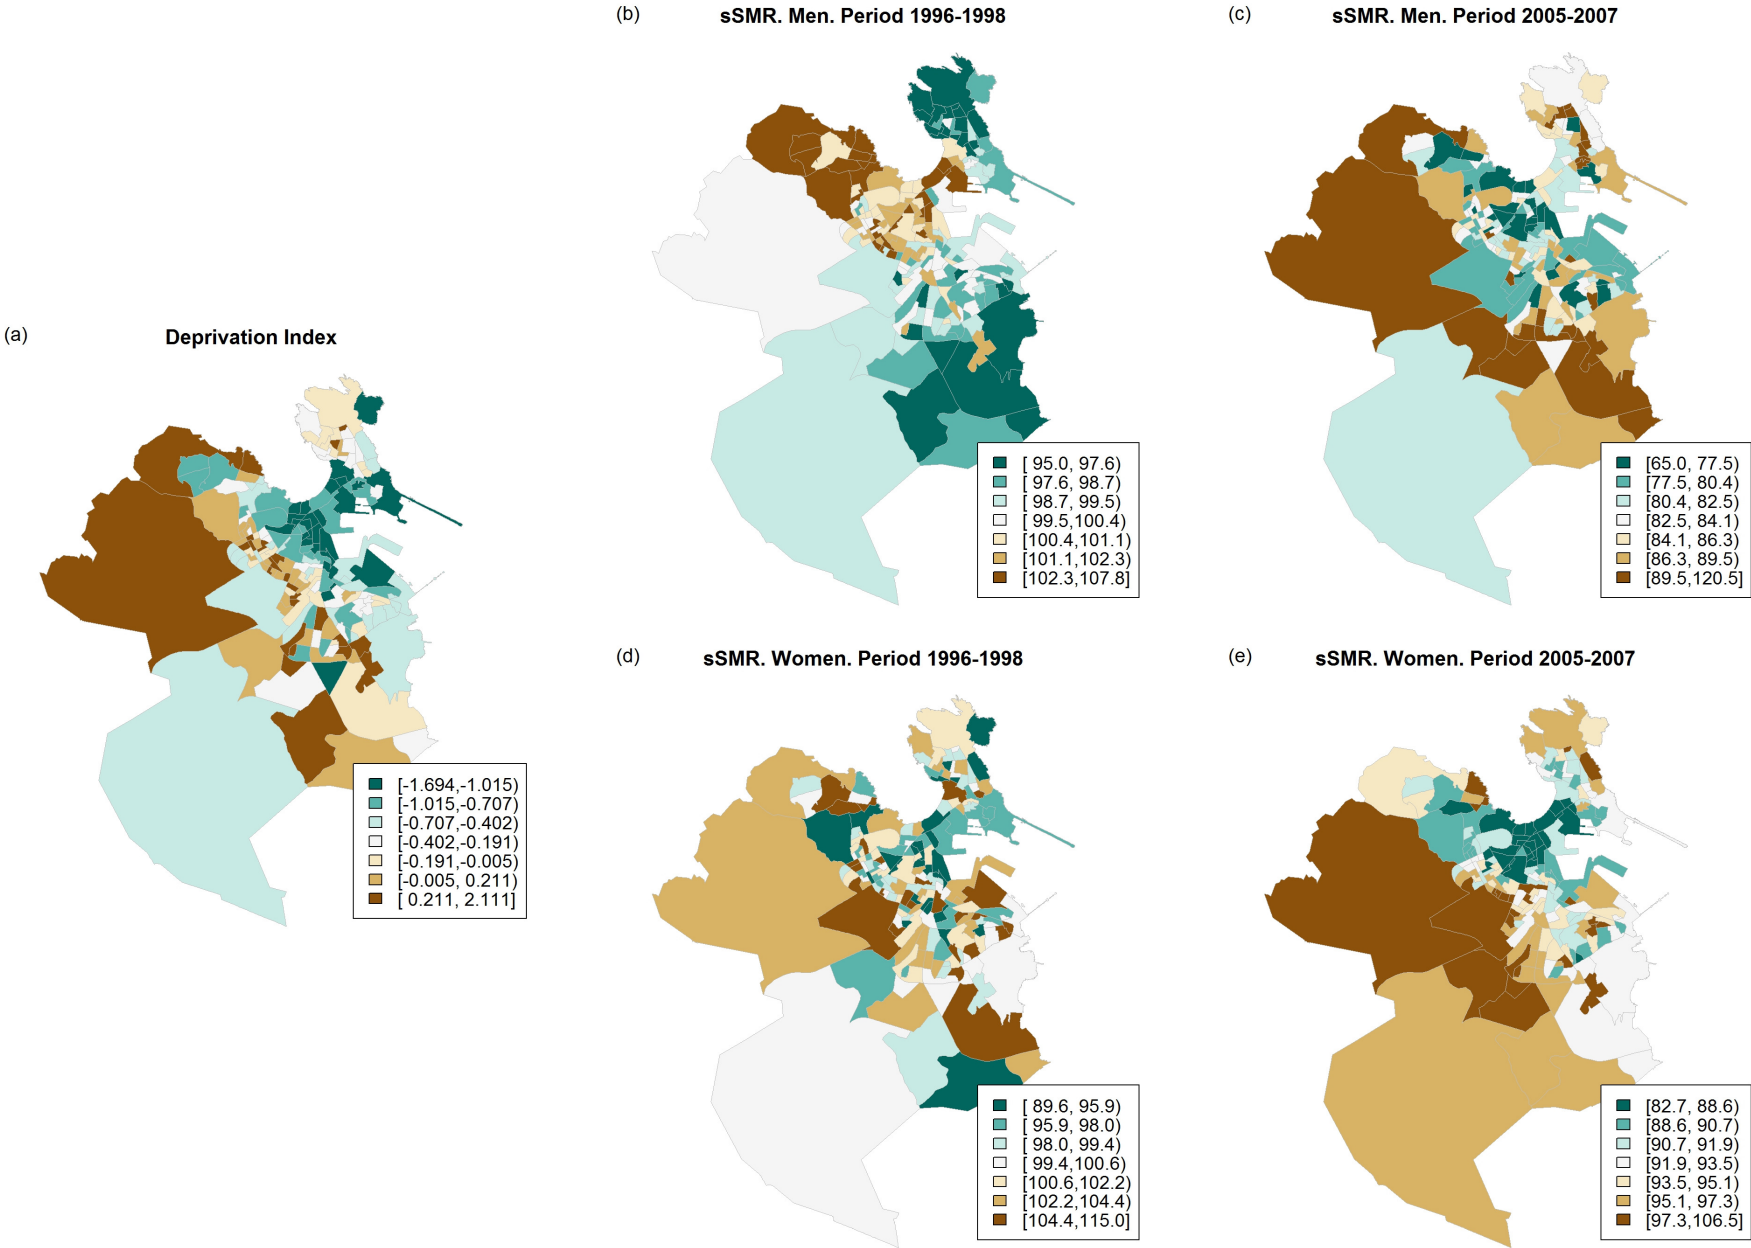 (b) sSMR. Men. Period 1996-1998
(c) sSMR. Men. Period 2005-2007
[ 95.0, 97.6)
[ 97.6, 98.7)
[ 98.7, 99.5)
[ 99.5,100.4)
[100.4,101.1)
[101.1,102.3)
[102.3,107.8]
[65.0, 77.5)
[77.5, 80.4)
[80.4, 82.5)
[82.5, 84.1)
[84.1, 86.3)
[86.3, 89.5)
[89.5,120.5]
(a) Deprivation Index
[-1.694,-1.015)
[-1.015,-0.707)
[-0.707,-0.402)
[-0.402,-0.191)
[-0.191,-0.005)
[-0.005, 0.211)
[ 0.211, 2.111]
(d) sSMR. Women. Period 1996-1998
(e) sSMR. Women. Period 2005-2007
[ 89.6, 95.9)
[ 95.9, 98.0)
[ 98.0, 99.4)
[ 99.4,100.6)
[100.6,102.2)
[102.2,104.4)
[104.4,115.0]
[82.7, 88.6)
[88.6, 90.7)
[90.7, 91.9)
[91.9, 93.5)
[93.5, 95.1)
[95.1, 97.3)
[97.3,106.5]